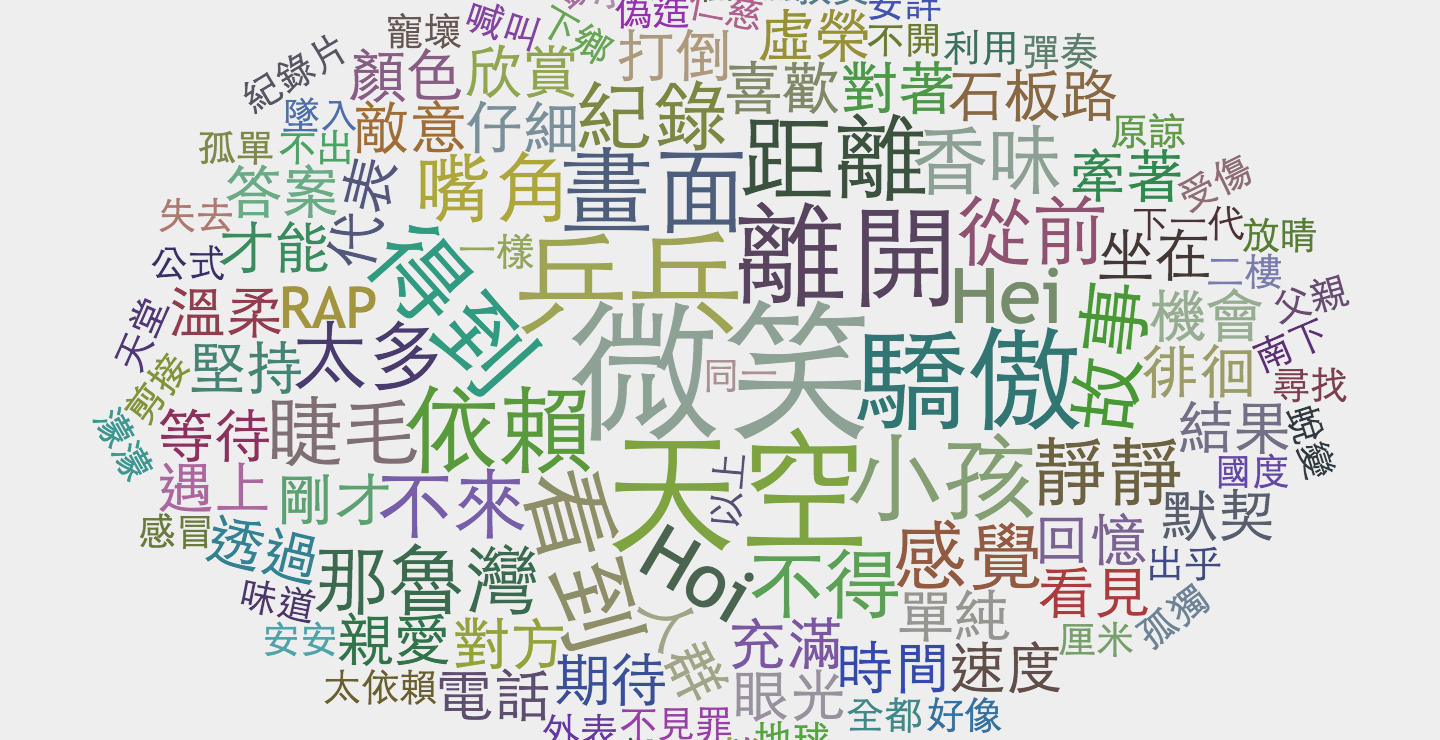 偽造
仁慈
安詳
寵壞
喊叫
下鄉
打倒
虛榮
不開
利用
彈奏
紀錄片
顏色
欣賞
喜歡
對著
石板路
墜入
敵意
仔細
紀錄
原諒
孤單
不出
距離
香味
牽著
受傷
答案
代表
嘴角
畫面
失去
才能
離開
從前
下一代
放晴
公式
一樣
乒乓
坐在
二樓
得到
天堂
溫柔
RAP
Hei
故事
機會
父親
南下
剪接
堅持
太多
微笑
同一
驕傲
徘徊
尋找
濛濛
等待
睫毛
依賴
結果
蛻變
遇上
剛才
不來
看到
天空
以上
小孩
靜靜
國度
默契
感冒
透過
那魯灣
Hoi
不得
感覺
回憶
出乎
味道
看見
安安
親愛
對方
人群
充滿
單純
厘米
孤獨
太依賴
電話
期待
眼光
時間
速度
外表
不見罪
地球
全都
好像